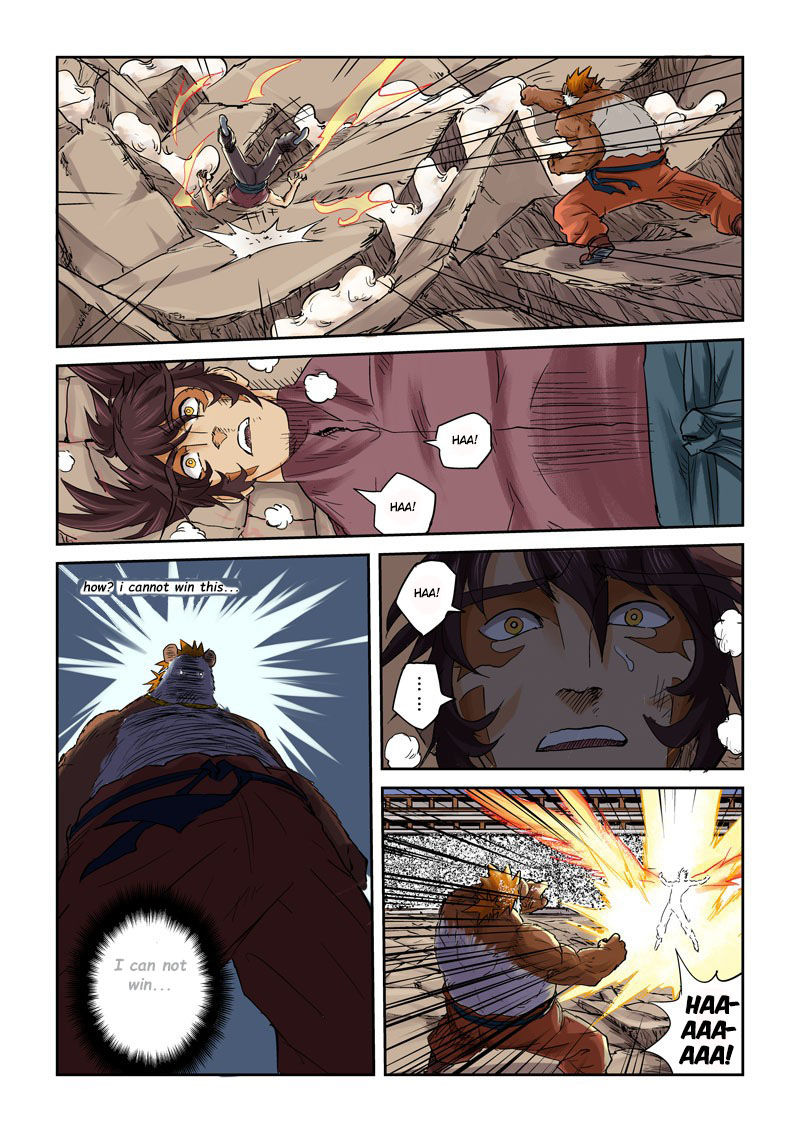 HAA!
HAA!
how? i cannot win this...
I can not
win...
HAA!
......
HAA-
AAA-
AAA!